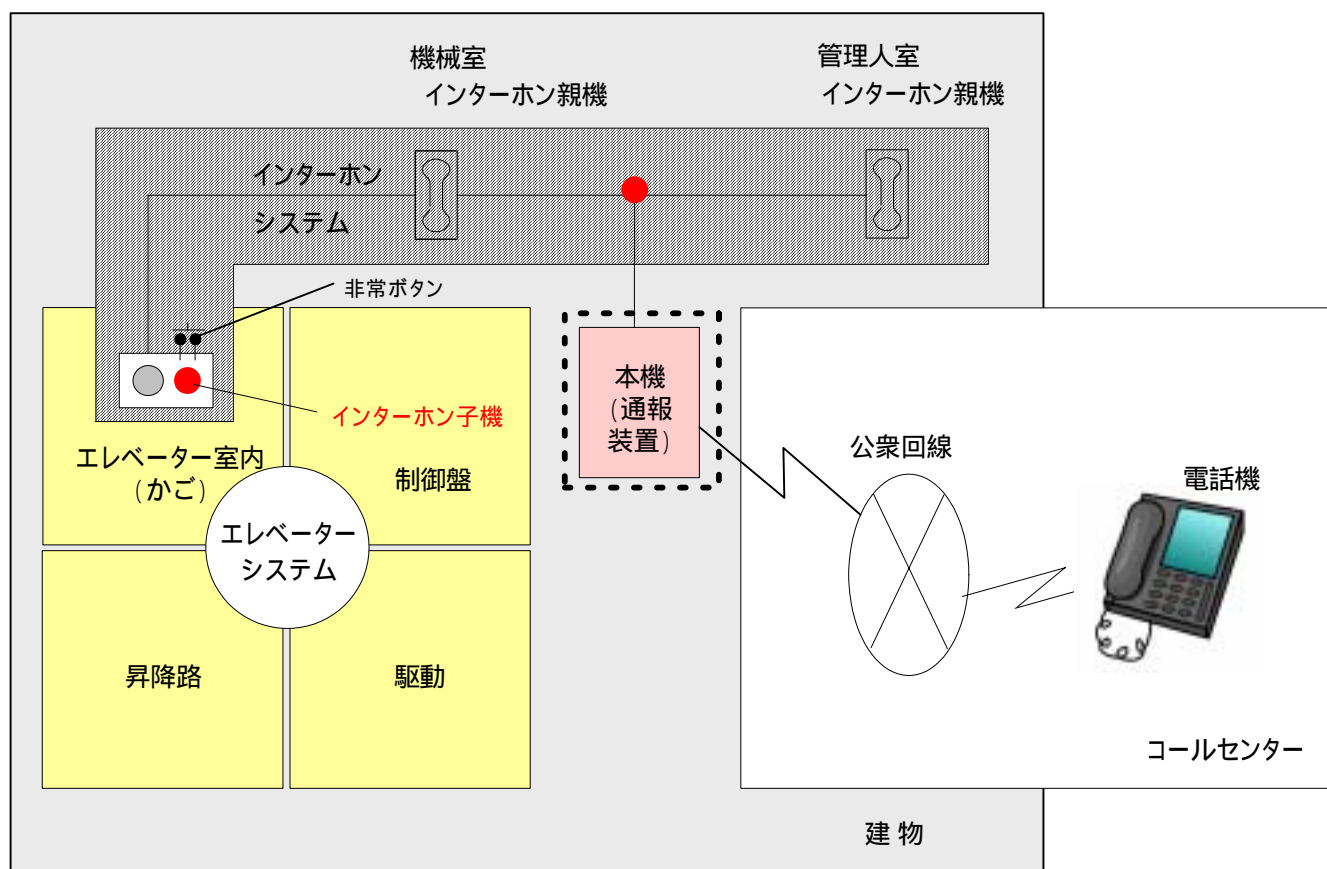 機械室
インターホン親機
管理人室
インターホン親機
インターホン
システム
非常ボタン
インターホン子機
エレベーター室内
(かご)
制御盤
エレベーター
システム
昇降路
駆動
本機
(通報
装置)
公衆回線
電話機
コールセンター
建 物